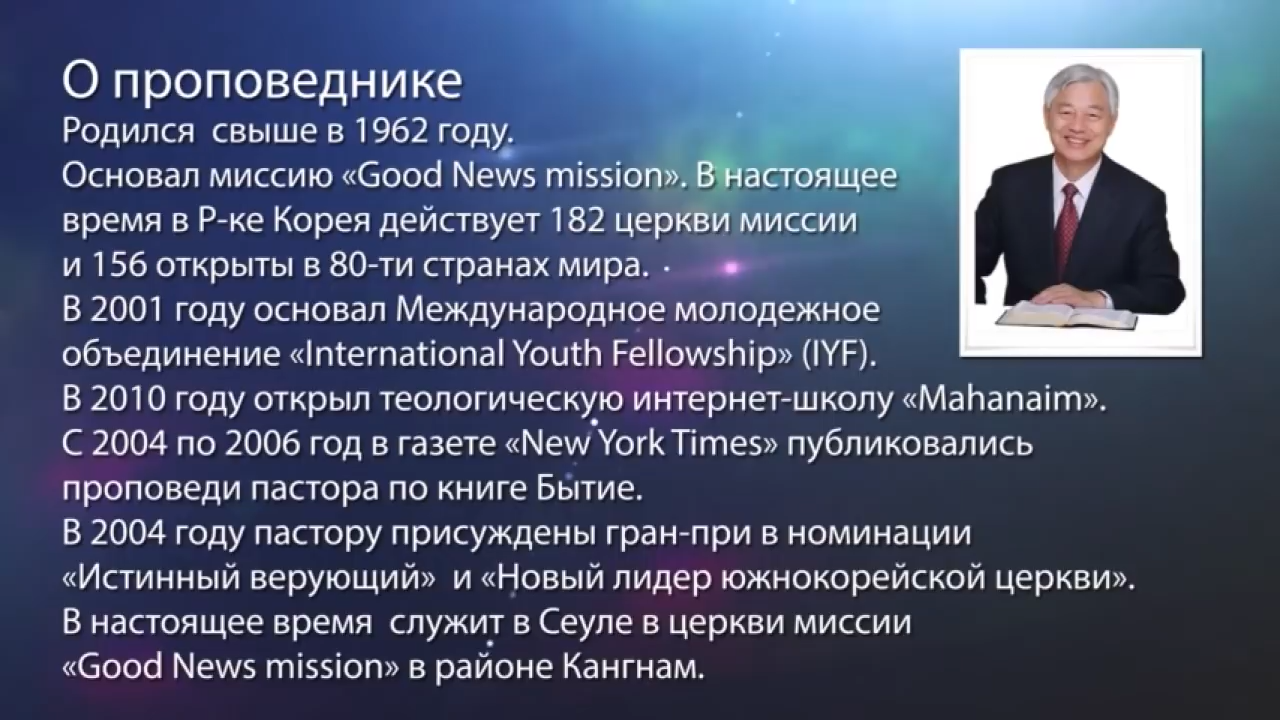 О проповеднике
Родился свыше в 1962 году.
Основал миссию «Good News mission». В настоящее
время в Р-ке Корея действует 182 церкви миссии
и 156 открыты в 80-ти странах мира.
В 2001 году основал Международное молодежное
объединение «International Youth Fellowship» (IYF).
В 2010 году открыл теологическую интернет-школу «Mahanaim».
С 2004 по 2006 год в газете «New York Times» публиковались
проповеди пастора по книге Бытие.
В 2004 году пастору присуждены гран-при в номинации
«Истинный верующий» и «Новый лидер южнокорейской церкви».
В настоящее время служит в Сеуле в церкви миссии
«Good News mission» в районе Кангнам.